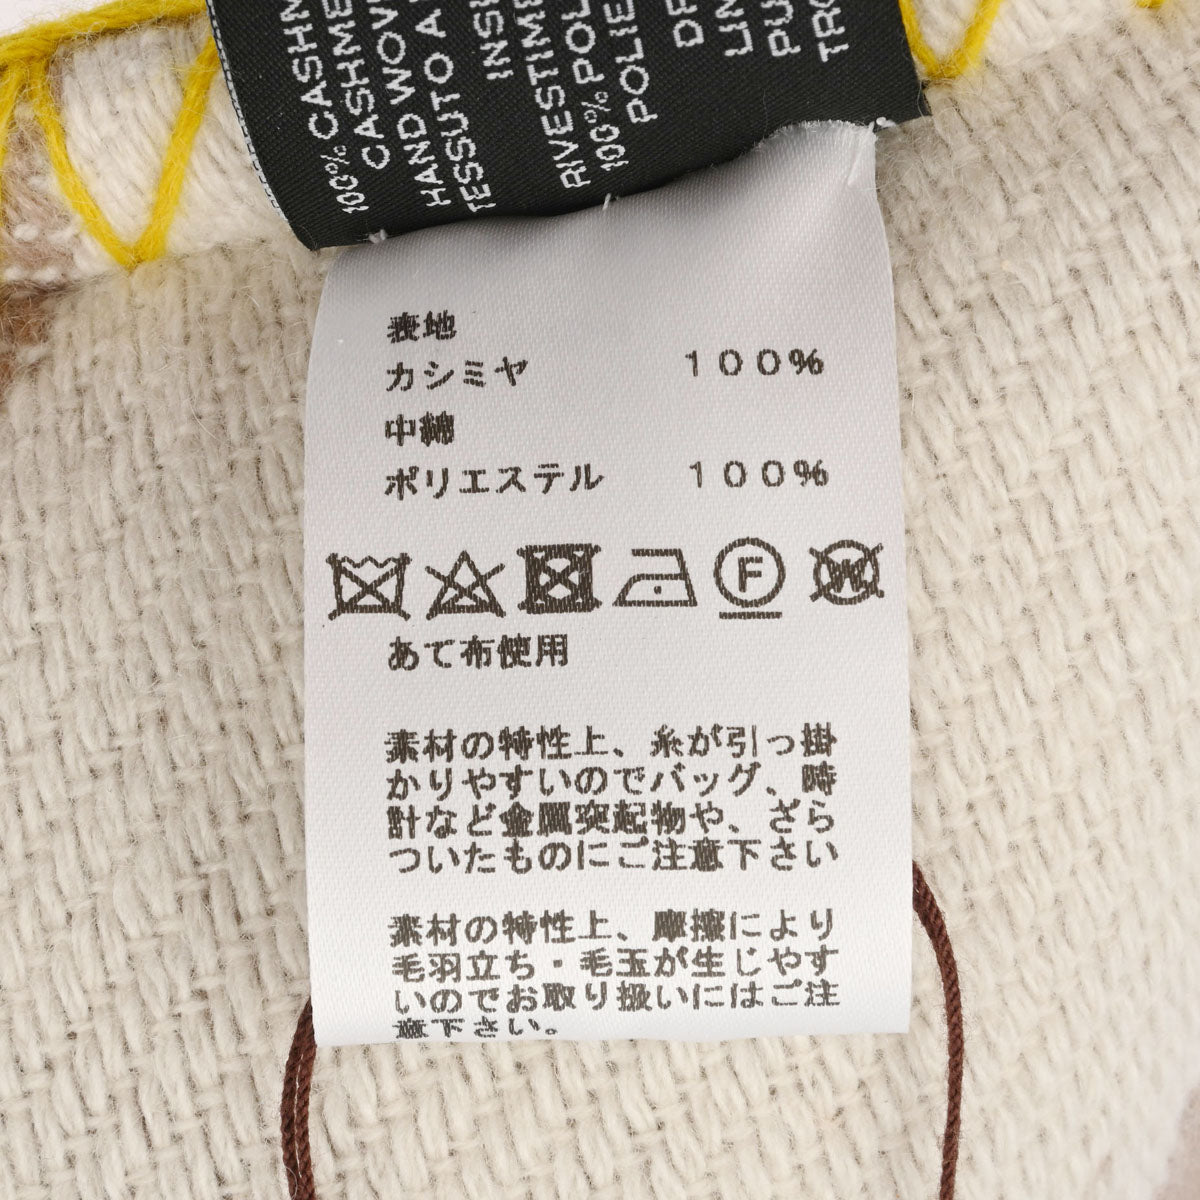 100% CASHM
CASHME
HAND WOV
TESSUTO A
INS
RIVESTIME
100% POL
POLIE
D
LIN
PU
TRO
表地
カシミヤ　１００％
中綿
ポリエステル　１００％
F
W
あて布使用
素材の特性上、糸が引っ掛
かりやすいのでバッグ、時
計など金属突起物や、ざら
ついたものにご注意下さい
素材の特性上、摩擦により
毛羽立ち・毛玉が生じやす
いのでお取り扱いにはご注
意下さい。